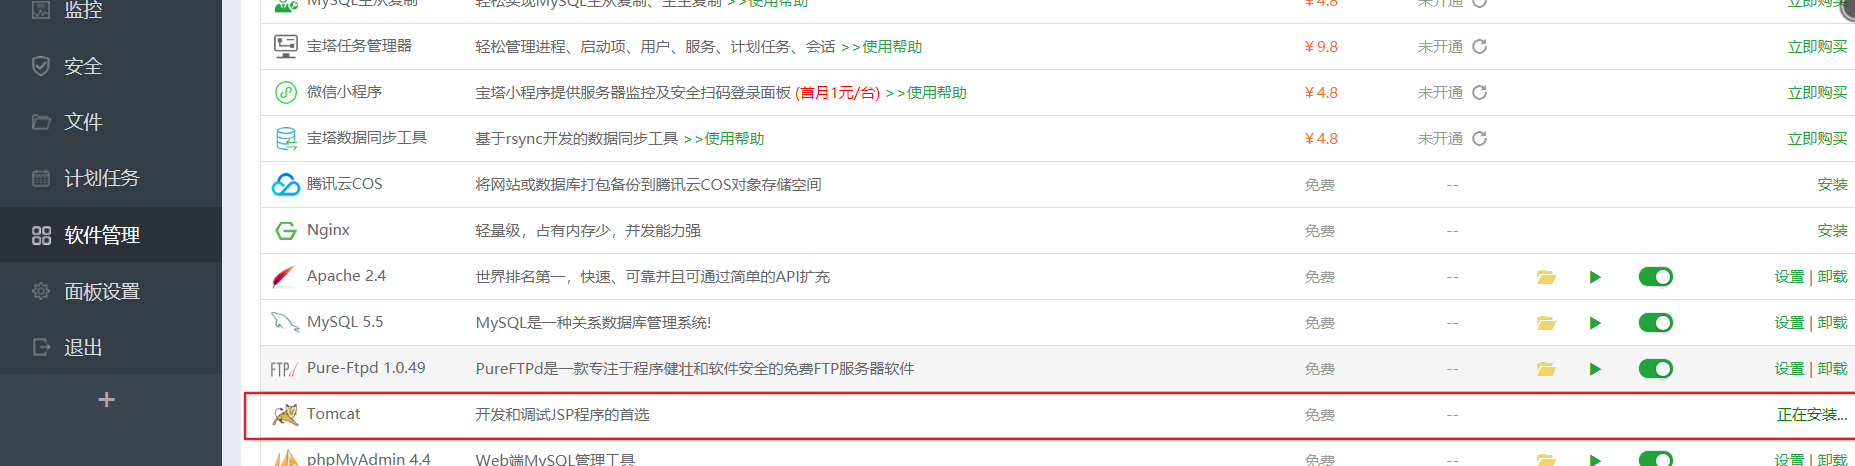 监控
安全
文件
计划任务
软件管理
面板设置
退出
MySQL主从复制 轻松实现MySQL主从复制、主主复制 >>使用帮助 ￥4.8 未开通 立即购买
宝塔任务管理器 轻松管理进程、启动项、用户、服务、计划任务、会话 >>使用帮助 ￥9.8 未开通 立即购买
微信小程序 宝塔小程序提供服务器监控及安全扫码登录面板 (首月1元/台) >>使用帮助 ￥4.8 未开通 立即购买
宝塔数据同步工具 基于rsync开发的数据同步工具 >>使用帮助 ￥4.8 未开通 立即购买
腾讯云COS 将网站或数据库打包备份到腾讯云COS对象存储空间 免费 -- 安装
Nginx 轻量级，占有内存少，并发能力强 免费 -- 安装
Apache 2.4 世界排名第一，快速、可靠并且可通过简单的API扩充 免费 -- 设置 | 卸载
MySQL 5.5 MySQL是一种关系数据库管理系统! 免费 -- 设置 | 卸载
FTP Pure-Ftpd 1.0.49 PureFTPd是一款专注于程序健壮和软件安全的免费FTP服务器软件 免费 -- 设置 | 卸载
Tomcat 开发和调试JSP程序的首选 免费 -- 正在安装...
phpMyAdmin 4.4 Web端MySQL管理工具 免费 -- 设置 | 卸载